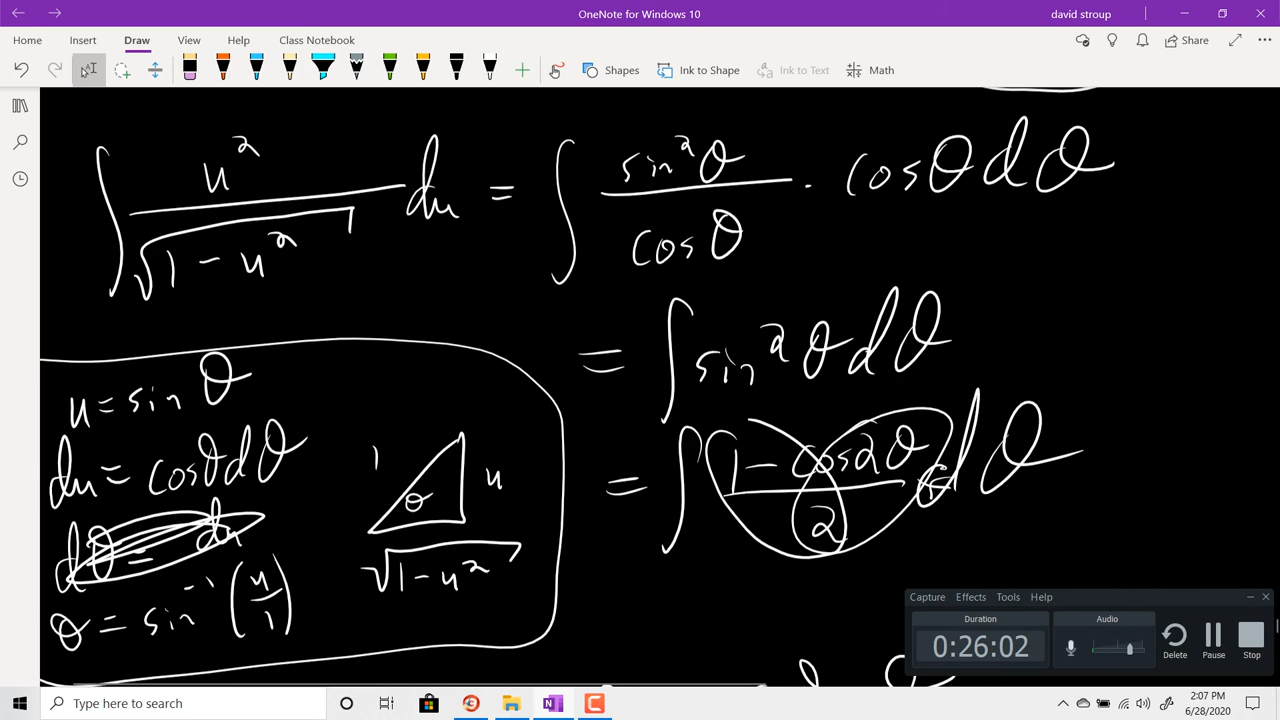 OneNote for Windows 10
david stroup
Home Insert Draw View Help Class Notebook
Share
Shapes Ink to Shape Ink to Text Math
∫ u² / √(1 - u²) du = ∫ sin²θ / cosθ · cosθ dθ
= ∫ sin²θ dθ
= ∫ (1 - cos2θ) / 2 dθ
u = sin θ
du = cosθ dθ
dθ = du
θ = sin⁻¹(u/1)
1
θ
u
√(1 - u²)
Capture Effects Tools Help
Duration
0:26:02
Audio
Delete Pause Stop
Type here to search
2:07 PM
6/28/2020